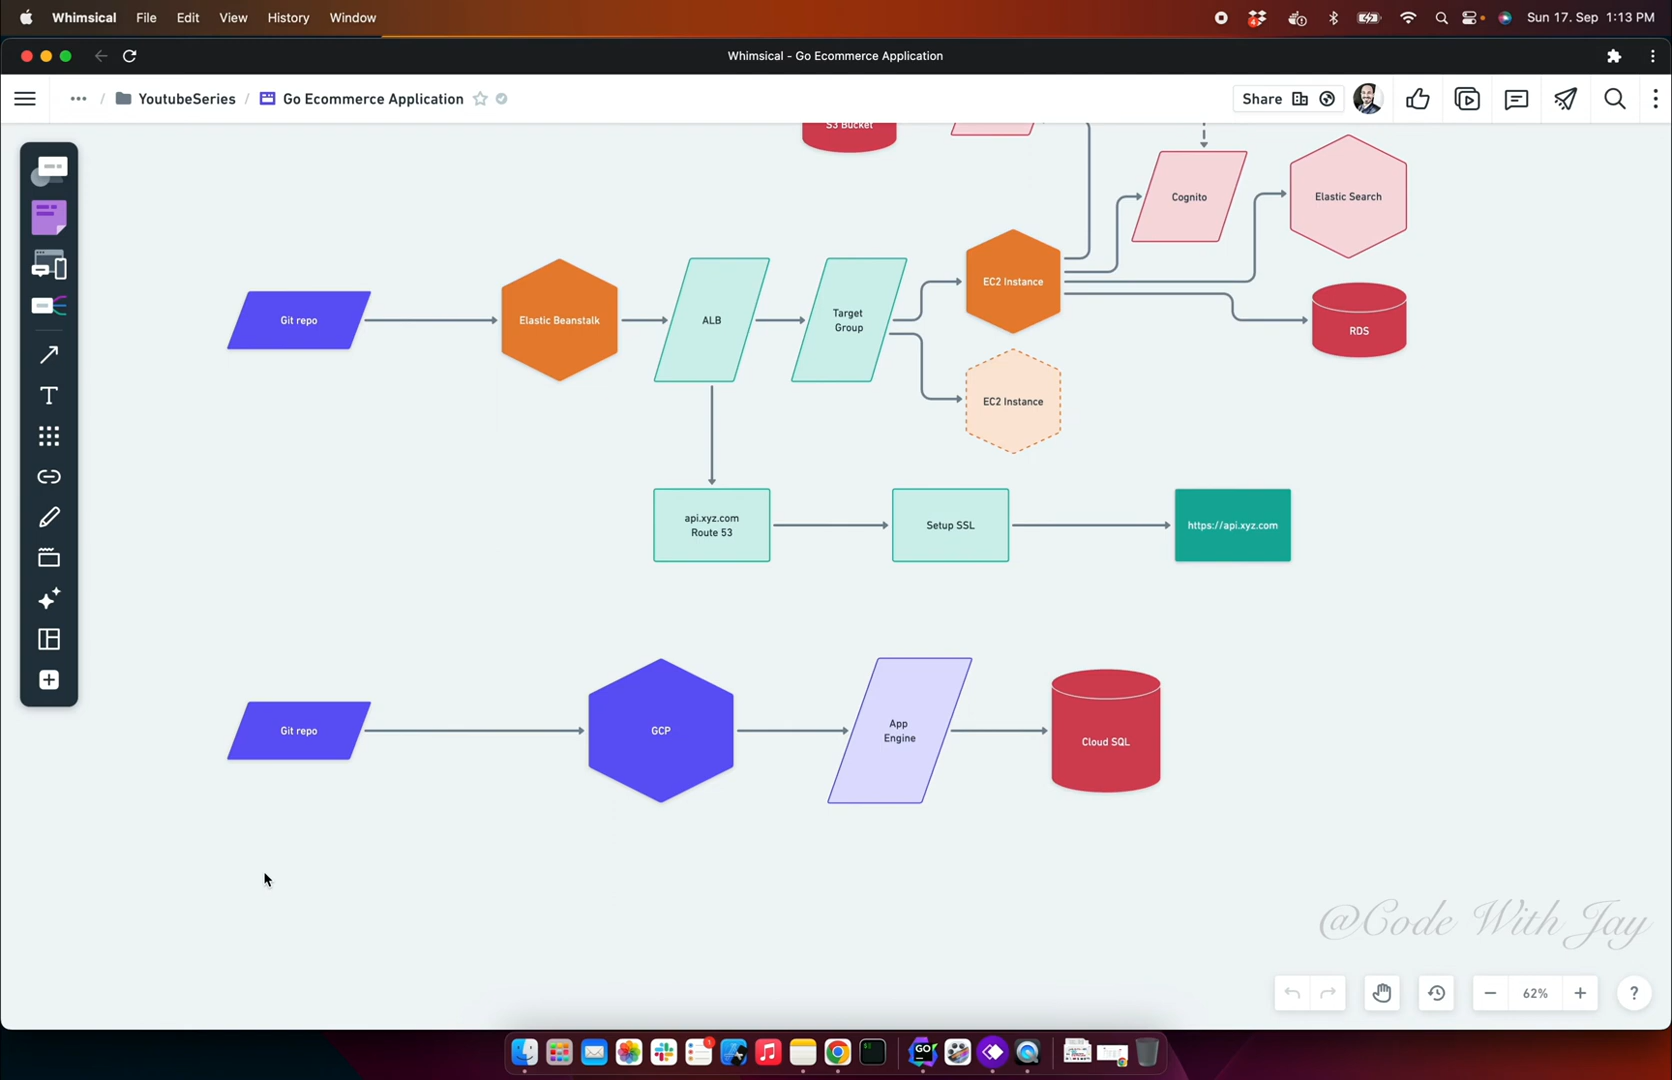 Whimsical File Edit View History Window
Sun 17. Sep 1:13 PM
Whimsical - Go Ecommerce Application
... / YoutubeSeries / Go Ecommerce Application
Share
S3 Bucket
Cognito
Elastic Search
EC2 Instance
Git repo
Elastic Beanstalk
ALB
Target
Group
RDS
EC2 Instance
api.xyz.com
Route 53
Setup SSL
https://api.xyz.com
Git repo
GCP
App
Engine
Cloud SQL
@Code With Jay
62%
?
T
GO